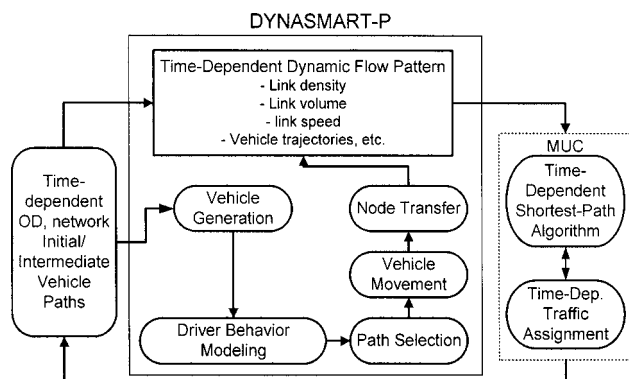 DYNASMART-P
Time-Dependent Dynamic Flow Pattern
- Link density
- Link volume
- link speed
- Vehicle trajectories, etc.
Time-
dependent
OD, network
Initial/
Intermediate
Vehicle
Paths
Vehicle
Generation
Driver Behavior
Modeling
Path Selection
Vehicle
Movement
Node Transfer
MUC
Time-
Dependent
Shortest-Path
Algorithm
Time-Dep.
Traffic
Assignment